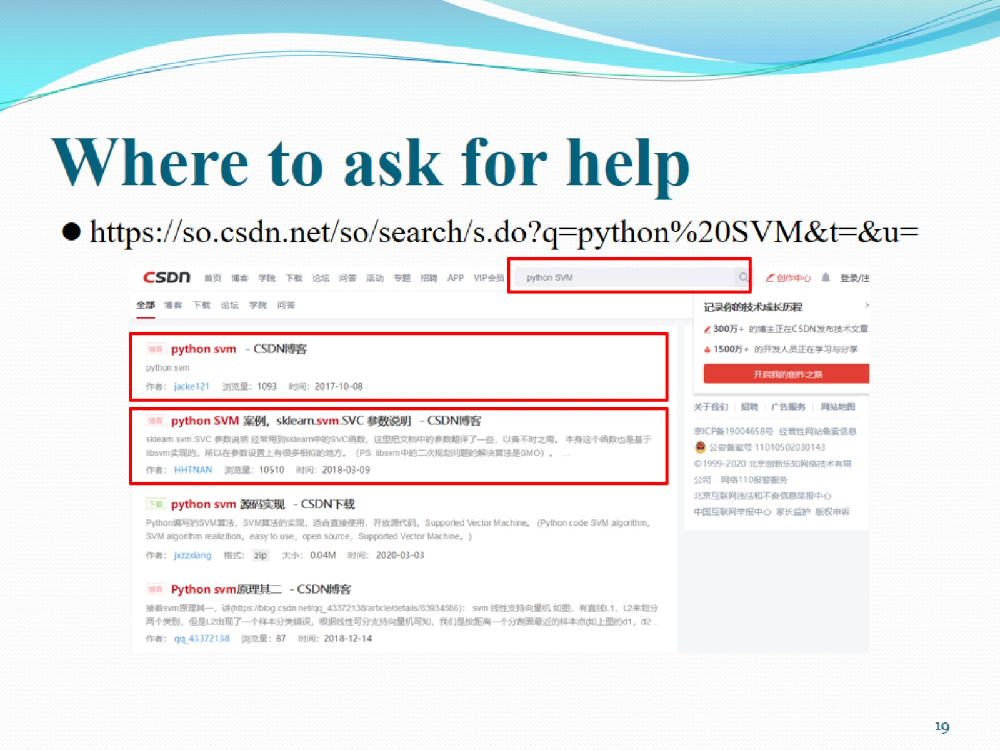 Where to ask for help
● https://so.csdn.net/so/search/s.do?q=python%20SVM&t=&u=
CSDN 首页 博客 学院 下载 论坛 问答 活动 专题 招聘 APP VIP会员 python SVM 创作中心 登录/注
全部 博客 下载 论坛 学院 问答
记录你的技术成长历程
300万+ 的博主正在CSDN发布技术文章
1500万+ 的开发人员正在学习与分享
开启我的创作之路
博客 python svm - CSDN博客
python svm
作者: jacke121 浏览量: 1093 时间: 2017-10-08
博客 python SVM 案例，sklearn.svm.SVC 参数说明 - CSDN博客
sklearn.svm.SVC 参数说明 经常用到sklearn中的SVC函数，这里把文档中的参数翻译了一些，以备不时之需。 本身这个函数也是基于
libsvm实现的，所以在参数设置上有很多相似的地方。（PS: libsvm中的二次规划问题的解决算法是SMO）。 ...
作者: HHTNAN 浏览量: 10510 时间: 2018-03-09
下载 python svm 源码实现 - CSDN下载
Python编写的SVM算法，SVM算法的实现，适合直接使用，开放源代码，Supported Vector Machine。 (Python code SVM algorithm,
SVM algorithm realizition, easy to use, open source, Supported Vector Machine。)
作者: jxzzxiang 格式: zip 大小: 0.04M 时间: 2020-03-03
博客 Python svm原理其二 - CSDN博客
接着svm原理其一，讲(https://blog.csdn.net/qq_43372138/article/details/83934586)： svm 线性支持向量机 如图，有直线L1，L2来划分
两个类别，但是L2出现了一个样本分类错误，根据线性可分支持向量机可知，我们是按距离一个分割面最近的样本点(如上图的d1，d2...
作者: qq_43372138 浏览量: 87 时间: 2018-12-14
关于我们 招聘 广告服务 网站地图
京ICP备19004658号 经营性网站备案信息
公安备案号 11010502030143
©1999-2020 北京创新乐知网络技术有限
公司 网络110报警服务
北京互联网违法和不良信息举报中心
中国互联网举报中心 家长监护 版权申诉
19